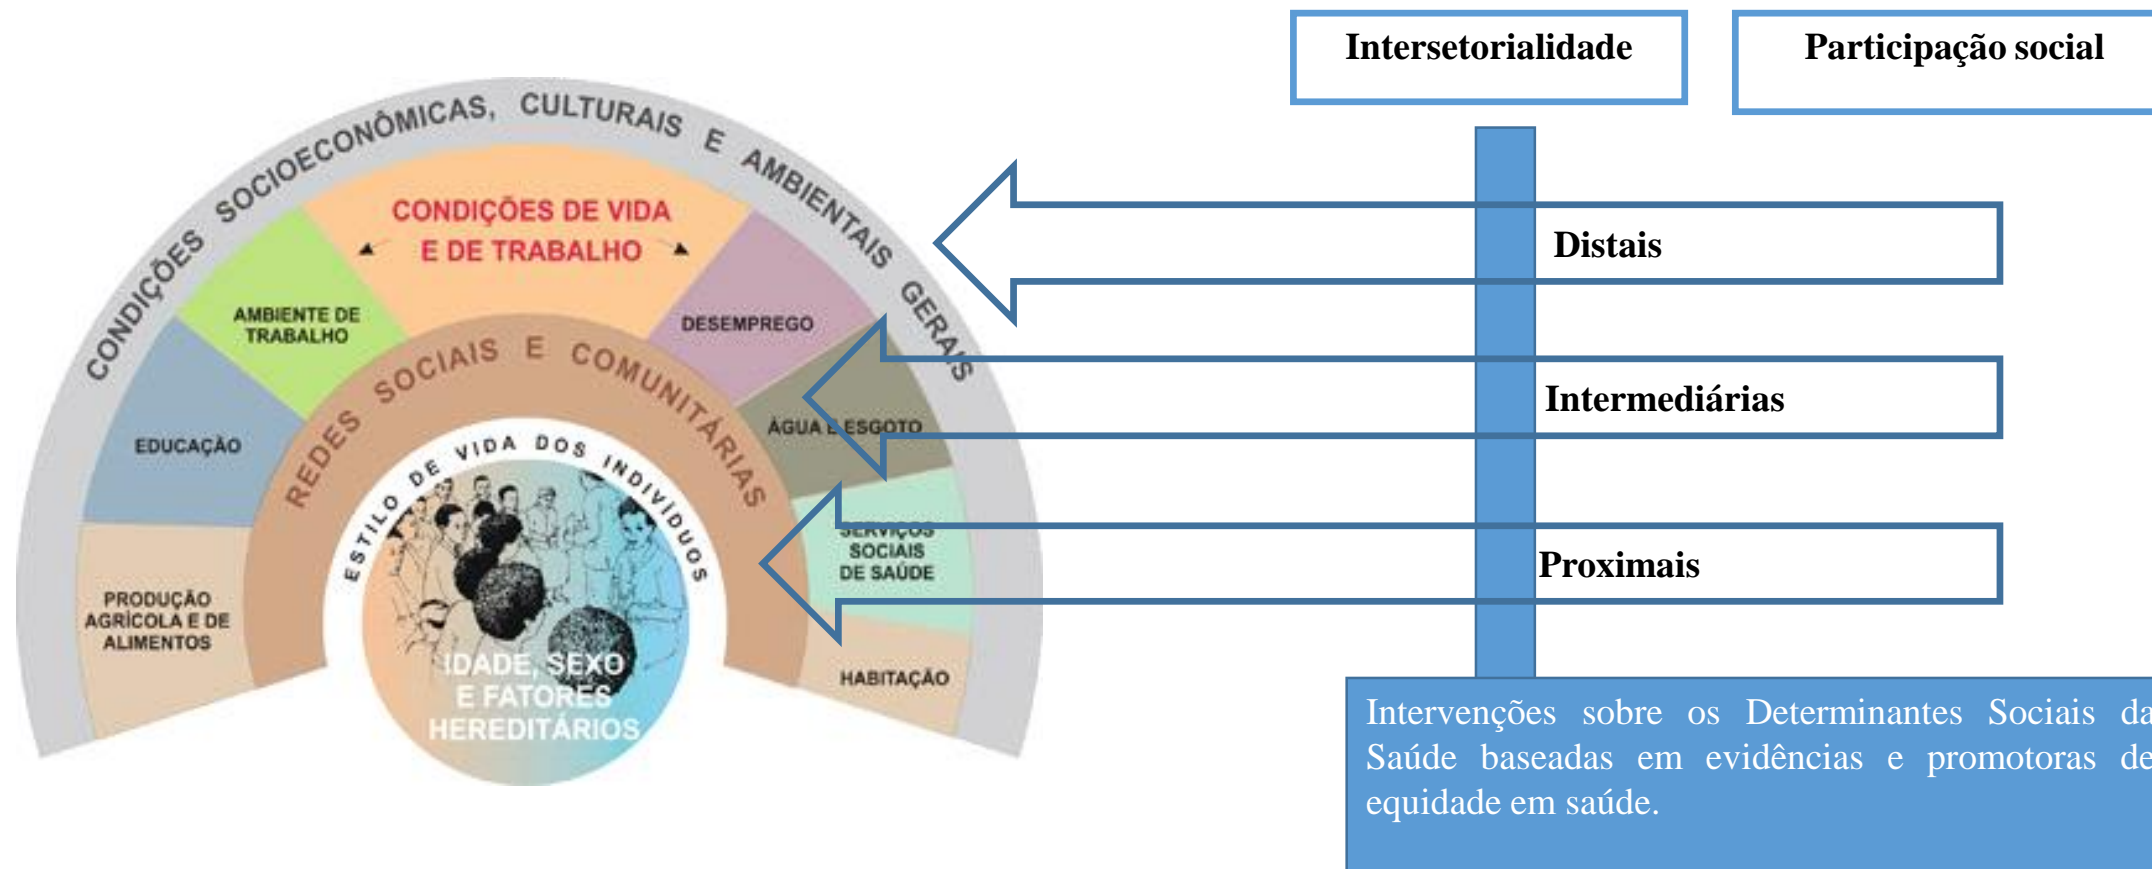 Intersetorialidade
Participação social
CONDIÇÕES SOCIOECONÔMICAS, CULTURAIS E AMBIENTAIS GERAIS
CONDIÇÕES DE VIDA
E DE TRABALHO
AMBIENTE DE
TRABALHO
DESEMPREGO
EDUCAÇÃO
ÁGUA E ESGOTO
PRODUÇÃO
AGRÍCOLA E DE
ALIMENTOS
SERVIÇOS
SOCIAIS
DE SAÚDE
HABITAÇÃO
REDES SOCIAIS E COMUNITÁRIAS
ESTILO DE VIDA DOS INDIVÍDUOS
IDADE, SEXO
E FATORES
HEREDITÁRIOS
Distais
Intermediárias
Proximais
Intervenções sobre os Determinantes Sociais da
Saúde baseadas em evidências e promotoras de
equidade em saúde.